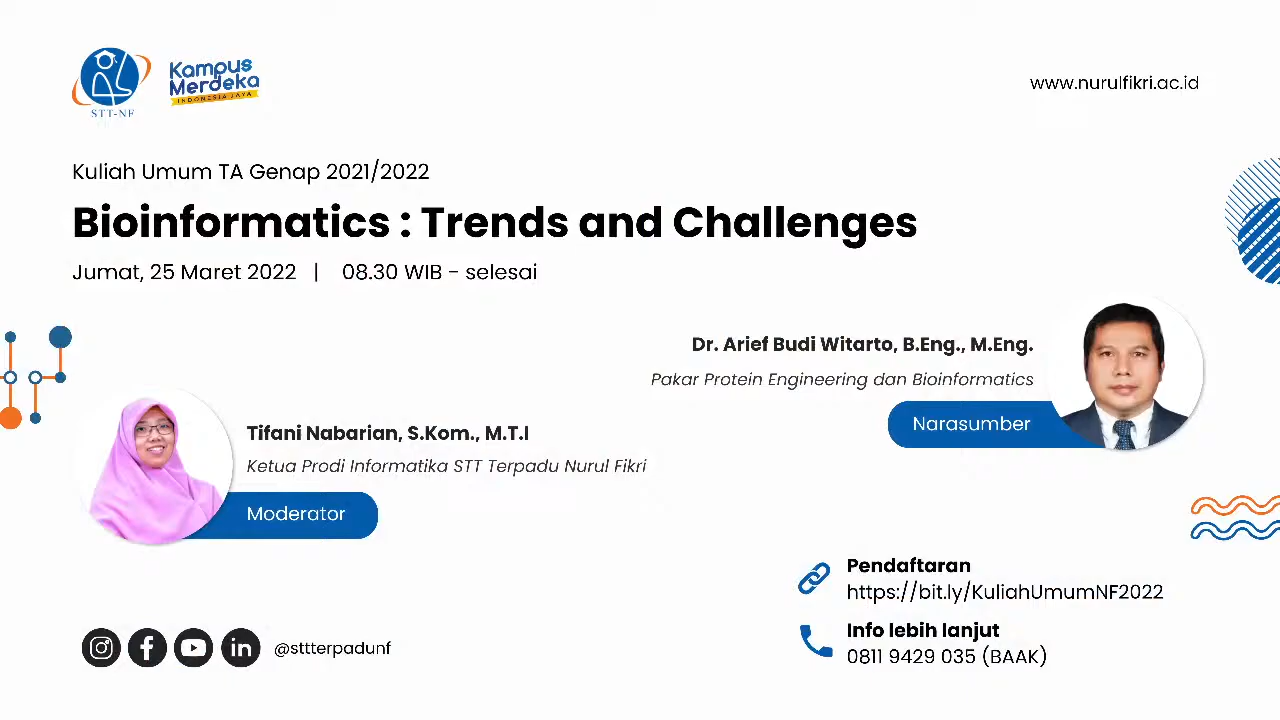 STT-NF
Kampus
Merdeka
INDONESIA JAYA
www.nurulfikri.ac.id
Kuliah Umum TA Genap 2021/2022
Bioinformatics : Trends and Challenges
Jumat, 25 Maret 2022 | 08.30 WIB - selesai
Dr. Arief Budi Witarto, B.Eng., M.Eng.
Pakar Protein Engineering dan Bioinformatics
Narasumber
Tifani Nabarian, S.Kom., M.T.I
Ketua Prodi Informatika STT Terpadu Nurul Fikri
Moderator
Pendaftaran
https://bit.ly/KuliahUmumNF2022
Info lebih lanjut
0811 9429 035 (BAAK)
@sttterpadunf